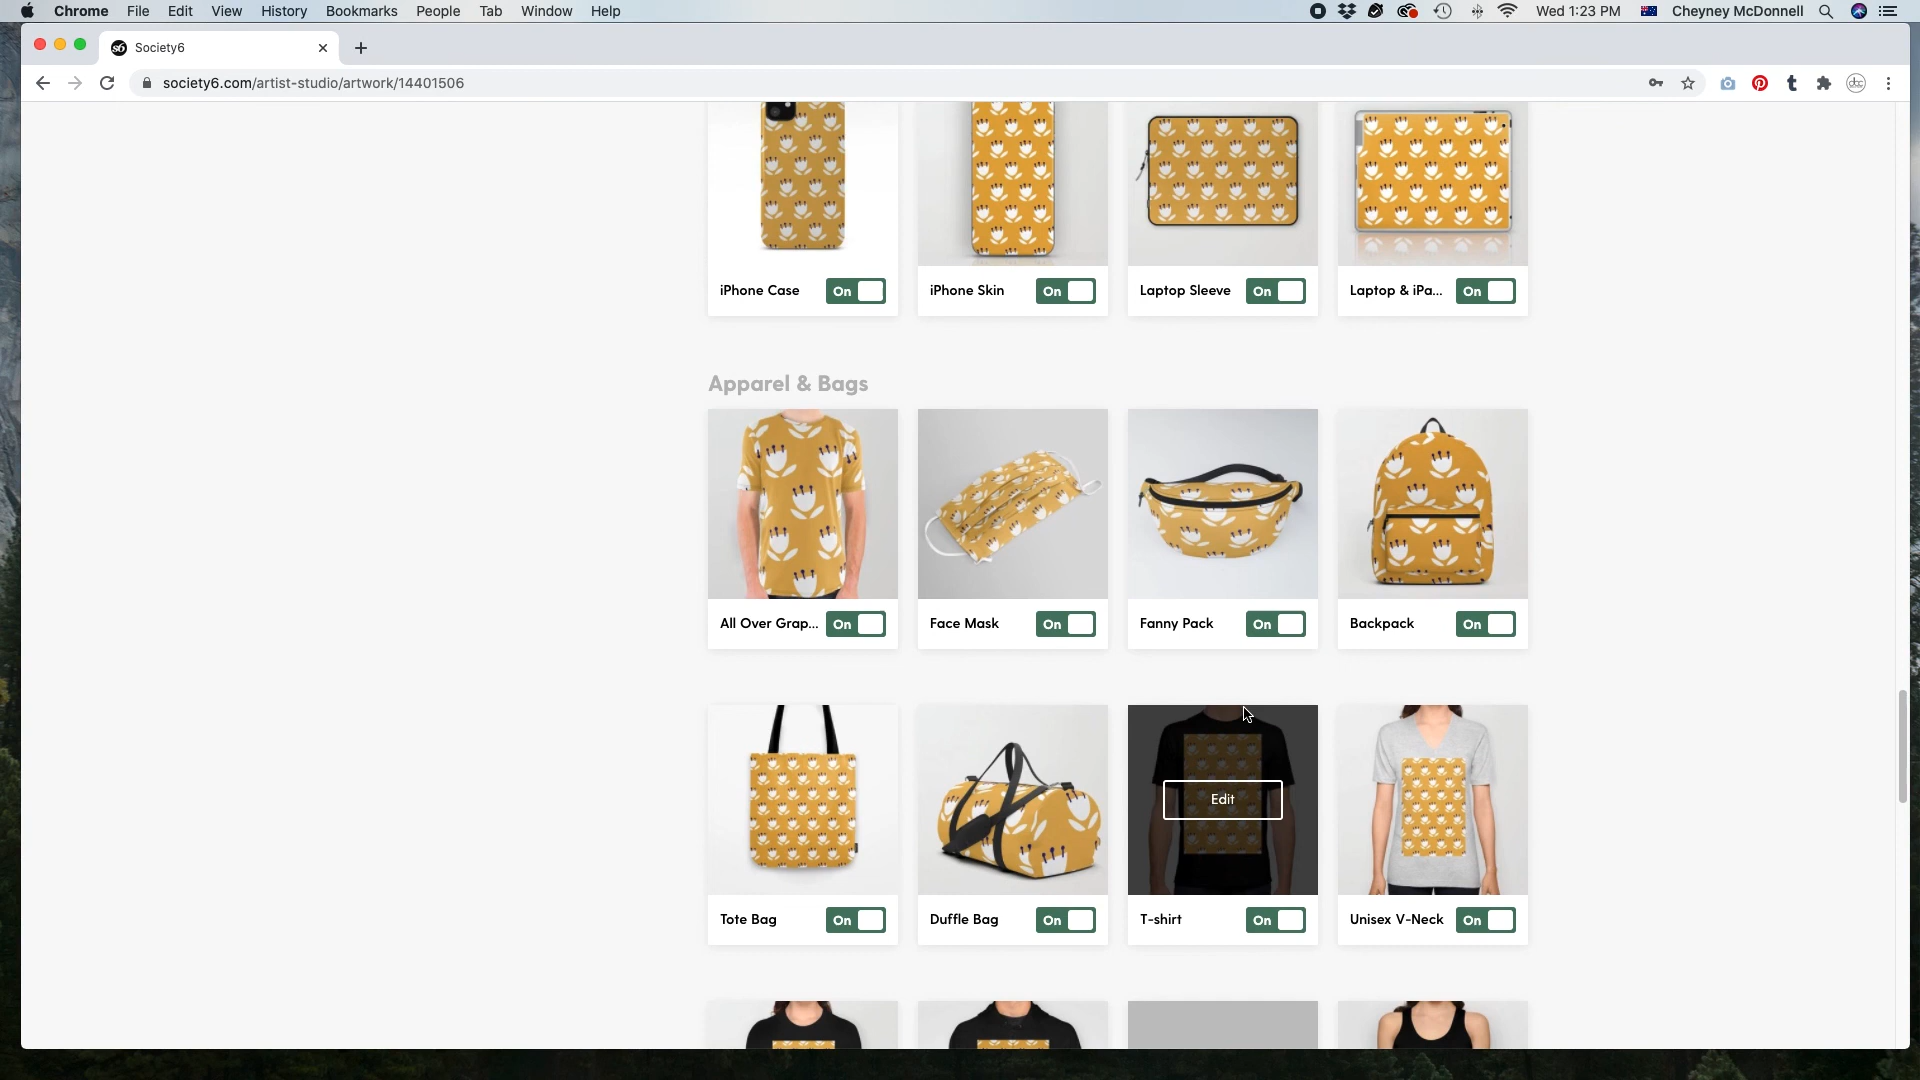 Chrome File Edit View History Bookmarks People Tab Window Help Wed 1:23 PM Cheyney McDonnell
Society6
society6.com/artist-studio/artwork/14401506
iPhone Case On
iPhone Skin On
Laptop Sleeve On
Laptop & iPa... On
Apparel & Bags
All Over Grap... On
Face Mask On
Fanny Pack On
Backpack On
Edit
Tote Bag On
Duffle Bag On
T-shirt On
Unisex V-Neck On